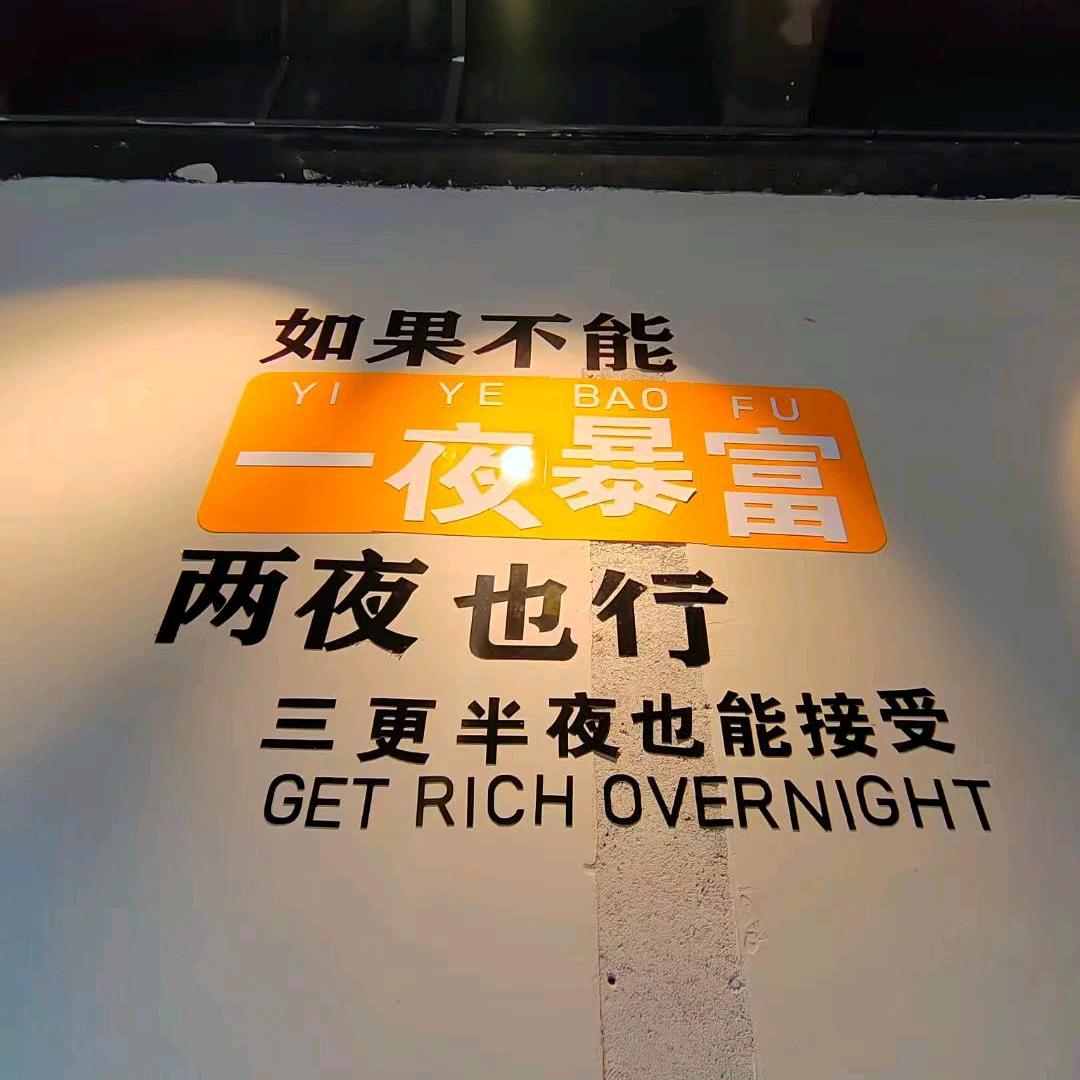 如果不能
YI YE BAO FU
一夜暴富
两夜也行
三更半夜也能接受
GET RICH OVERNIGHT